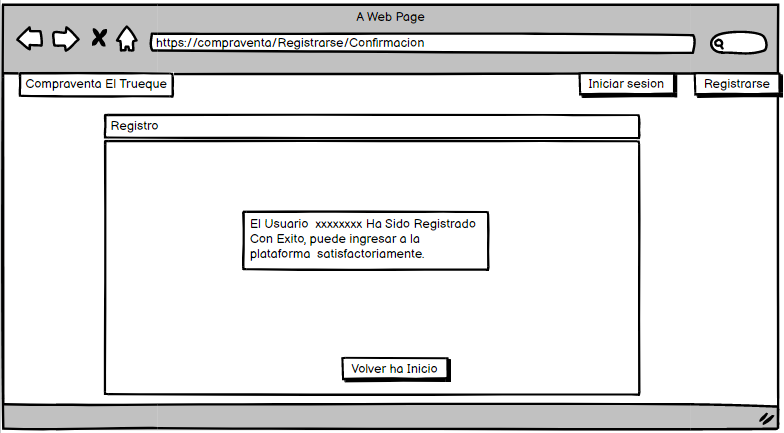 A Web Page
https://compraventa/Registrarse/Confirmacion
Compraventa El Trueque
Iniciar sesion
Registrarse
Registro
El Usuario xxxxxxxx Ha Sido Registrado
Con Exito, puede ingresar a la
plataforma satisfactoriamente.
Volver ha Inicio